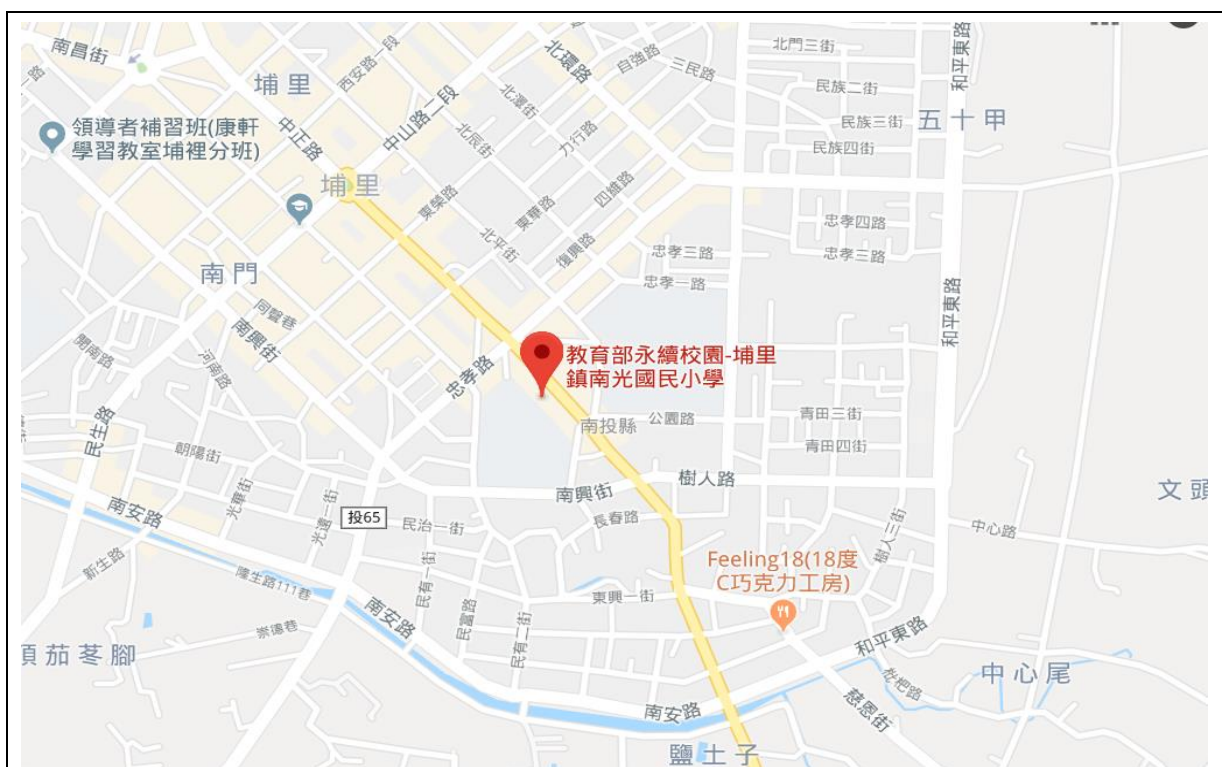 南昌街
埔里
西安路一段
中山路二段
北澤街
北環路
自強路
三民路
北門三街
和平東路
民族二街
民族三街
民族四街
五十甲
領導者補習班(康軒
學習教室埔裡分班)
中正路
北辰街
力行路
埔里
東榮路
東華路
四維路
北平街
復興路
忠孝四路
忠孝三路
忠孝三路
忠孝一路
南門
同聲巷
南興街
河南路
開南路
忠孝路
和平東路
教育部永續校園-埔里
鎮南光國民小學
南投縣
公園路
青田三街
青田四街
民生路
朝陽街
光華街
光遠一街
南安路
投65
民治一街
南興街
樹人路
長春路
樹人三街
中心路
文頭
新生路
隆生路111巷
崇德巷
南安路
民有一街
民富路
民有二街
東興一街
Feeling18(18度
C巧克力工房)
和平東路
枇杷路
中心尾
慈恩街
南安路
頂茄苳腳
鹽土子